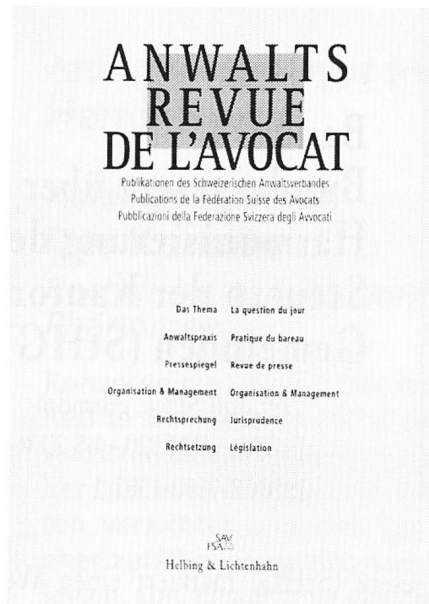 ANWALTS
REVUE
DE L'AVOCAT
Publikationen des Schweizerischen Anwaltsverbandes
Publications de la Fédération Suisse des Avocats
Pubblicazioni della Federazione Svizzera degli Avvocati
Das Thema La question du jour
Anwaltspraxis Pratique du bareau
Pressespiegel Revue de presse
Organisation & Management Organisation & Management
Rechtsprechung Jurisprudence
Rechtsetzung Législation
SAV
FSA
Helbing & Lichtenhahn